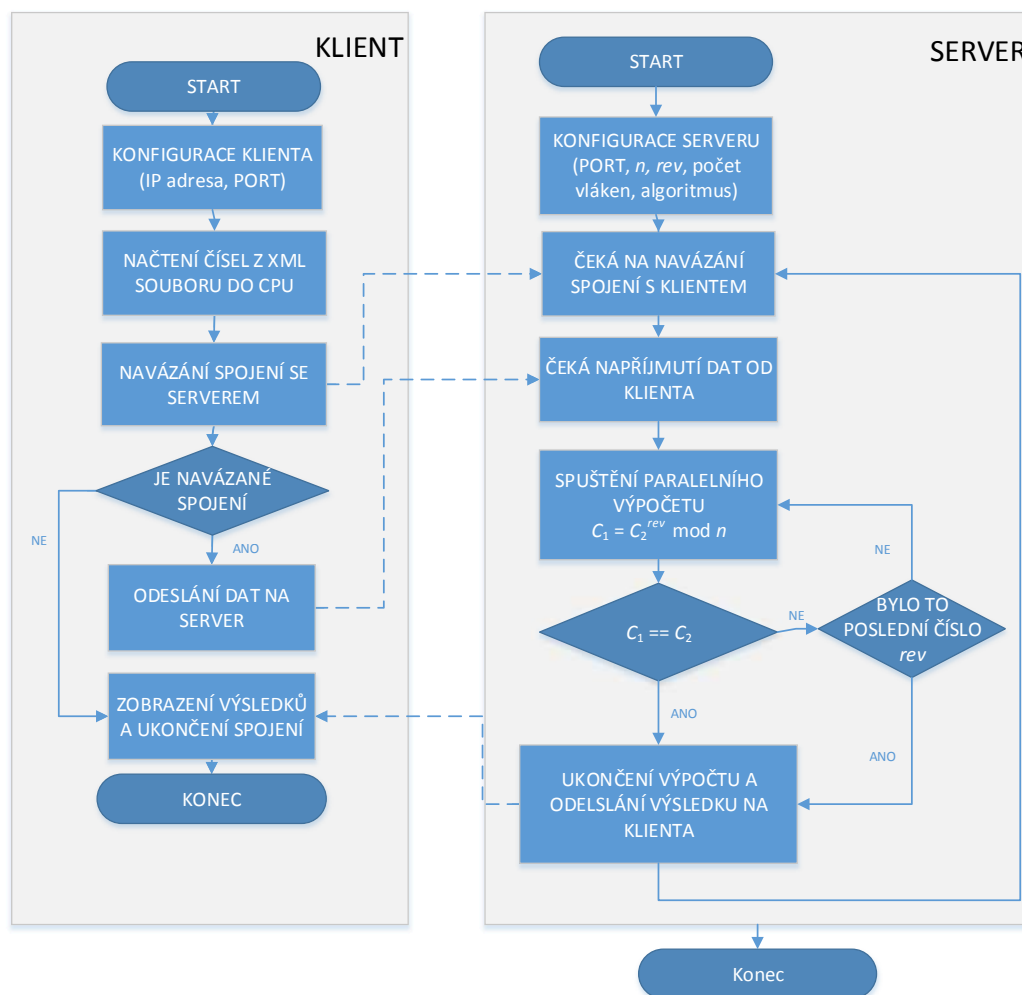 KLIENT
START
KONFIGURACE KLIENTA
(IP adresa, PORT)
NAČTENÍ ČÍSEL Z XML
SOUBORU DO CPU
NAVÁZÁNÍ SPOJENÍ SE
SERVEREM
JE NAVÁZANÉ
SPOJENÍ
NE
ANO
ODESLÁNÍ DAT NA
SERVER
ZOBRAZENÍ VÝSLEDKŮ
A UKONČENÍ SPOJENÍ
KONEC
SERVER
START
KONFIGURACE SERVERU
(PORT, n, rev, počet
vláken, algoritmus)
ČEKÁ NA NAVÁZÁNÍ
SPOJENÍ S KLIENTEM
ČEKÁ NAPŘÍJMUTÍ DAT OD
KLIENTA
SPUŠTĚNÍ PARALELNÍHO
VÝPOČETU
C₁ = C₂^rev mod n
NE
C₁ == C₂
NE
BYLO TO
POSLEDNÍ ČÍSLO
rev
ANO
ANO
UKONČENÍ VÝPOČTU A
ODELSLÁNÍ VÝSLEDKU NA
KLIENTA
Konec